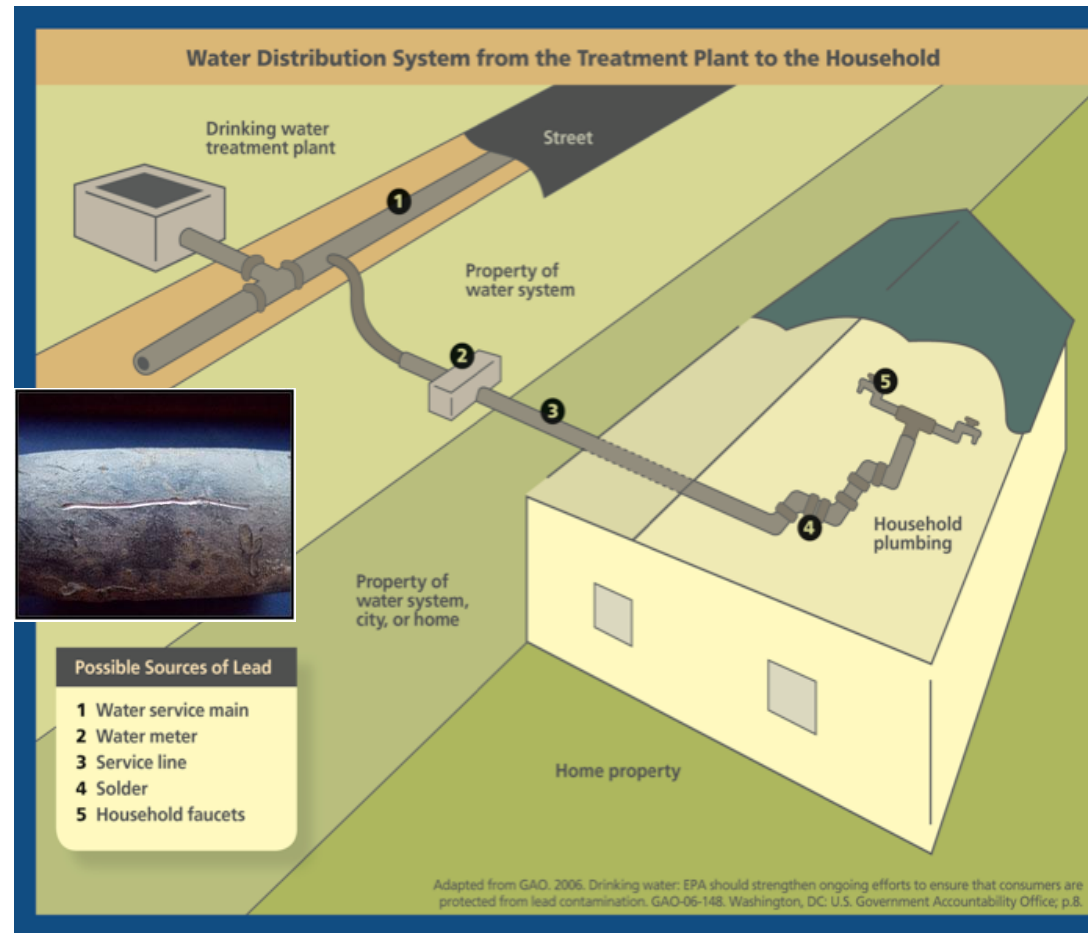 Water Distribution System from the Treatment Plant to the Household
Drinking water
treatment plant
Street
1
Property of
water system
2
3
5
4
Household
plumbing
Property of
water system,
city, or home
Possible Sources of Lead
1 Water service main
2 Water meter
3 Service line
4 Solder
5 Household faucets
Home property
Adapted from GAO. 2006. Drinking water: EPA should strengthen ongoing efforts to ensure that consumers are
protected from lead contamination. GAO-06-148. Washington, DC: U.S. Government Accountability Office; p.8.